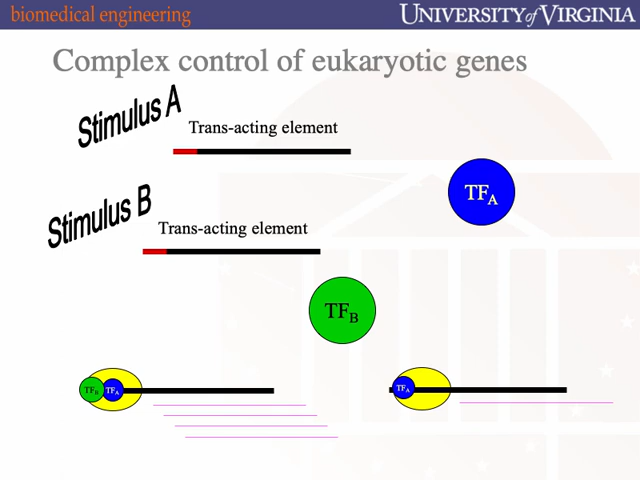 biomedical engineering
UNIVERSITY of VIRGINIA
Complex control of eukaryotic genes
Stimulus A
Trans-acting element
TFA
Stimulus B
Trans-acting element
TFB
TFB TFA
TFA